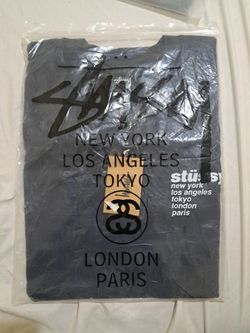 Stüssy
NEW YORK
LOS ANGELES
TOKYO
LONDON
PARIS
stüssy
new york
los angeles
tokyo
london
paris